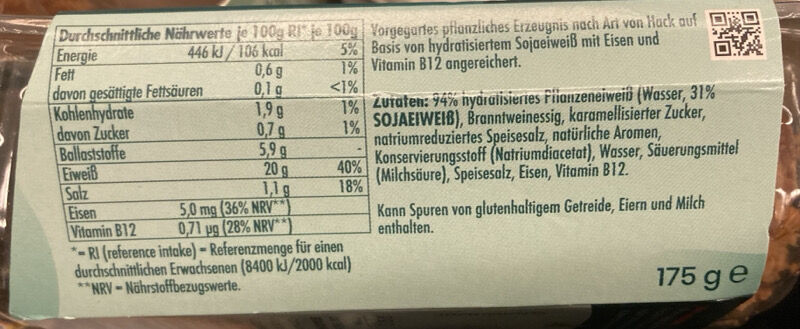 Durchschnittliche Nährwerte je 100g RI* je 100g
Energie 446 kJ / 106 kcal 5%
Fett 0,6 g 1%
davon gesättigte Fettsäuren 0,1 g <1%
Kohlenhydrate 1,9 g 1%
davon Zucker 0,7 g 1%
Ballaststoffe 5,9 g -
Eiweiß 20 g 40%
Salz 1,1 g 18%
Eisen 5,0 mg (36% NRV**)
Vitamin B12 0,71 µg (28% NRV**)
*= RI (reference intake) = Referenzmenge für einen
durchschnittlichen Erwachsenen (8400 kJ/2000 kcal)
**NRV = Nährstoffbezugswerte.
Vorgegartes pflanzliches Erzeugnis nach Art von Hack auf
Basis von hydratisiertem Sojaeiweiß mit Eisen und
Vitamin B12 angereichert.
Zutaten: 94% hydratisiertes Pflanzeneiweiß (Wasser, 31%
SOJAEIWEIß), Branntweinessig, karamellisierter Zucker,
natriumreduziertes Speisesalz, natürliche Aromen,
Konservierungsstoff (Natriumdiacetat), Wasser, Säuerungsmittel
(Milchsäure), Speisesalz, Eisen, Vitamin B12.
Kann Spuren von glutenhaltigem Getreide, Eiern und Milch
enthalten.
175 g e